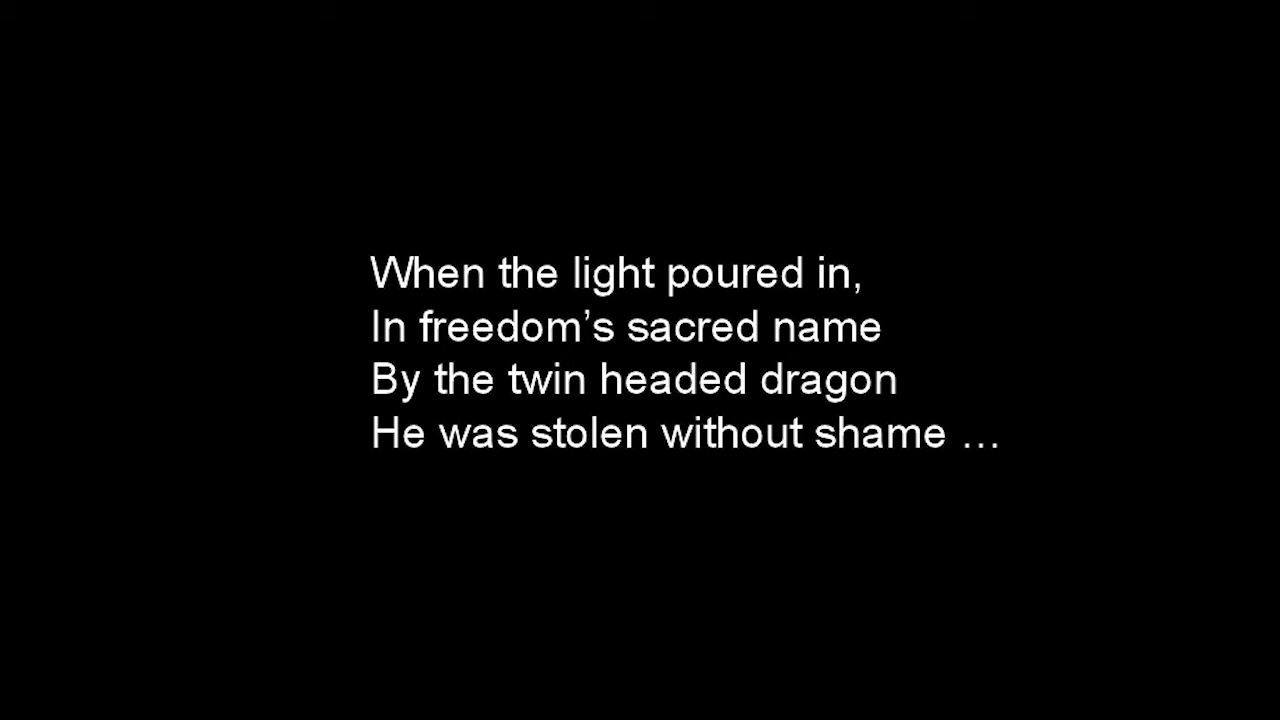 When the light poured in,
In freedom’s sacred name
By the twin headed dragon
He was stolen without shame …